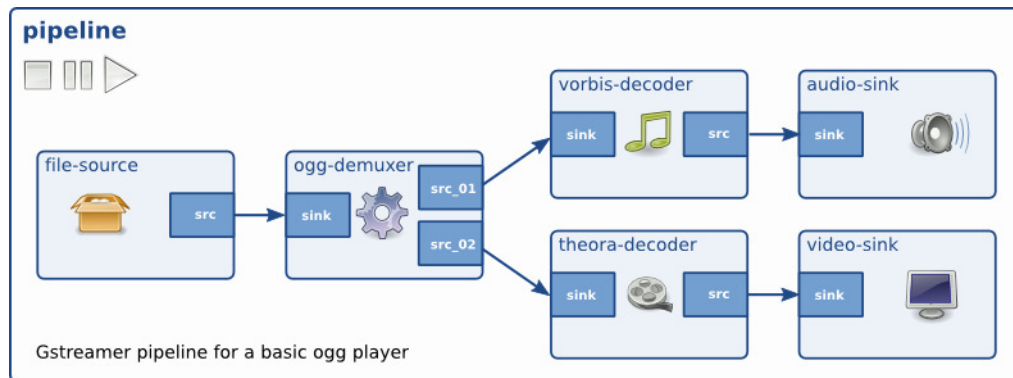 pipeline
file-source
src
ogg-demuxer
sink
src_01
src_02
vorbis-decoder
sink
src
audio-sink
sink
theora-decoder
sink
src
video-sink
sink
Gstreamer pipeline for a basic ogg player